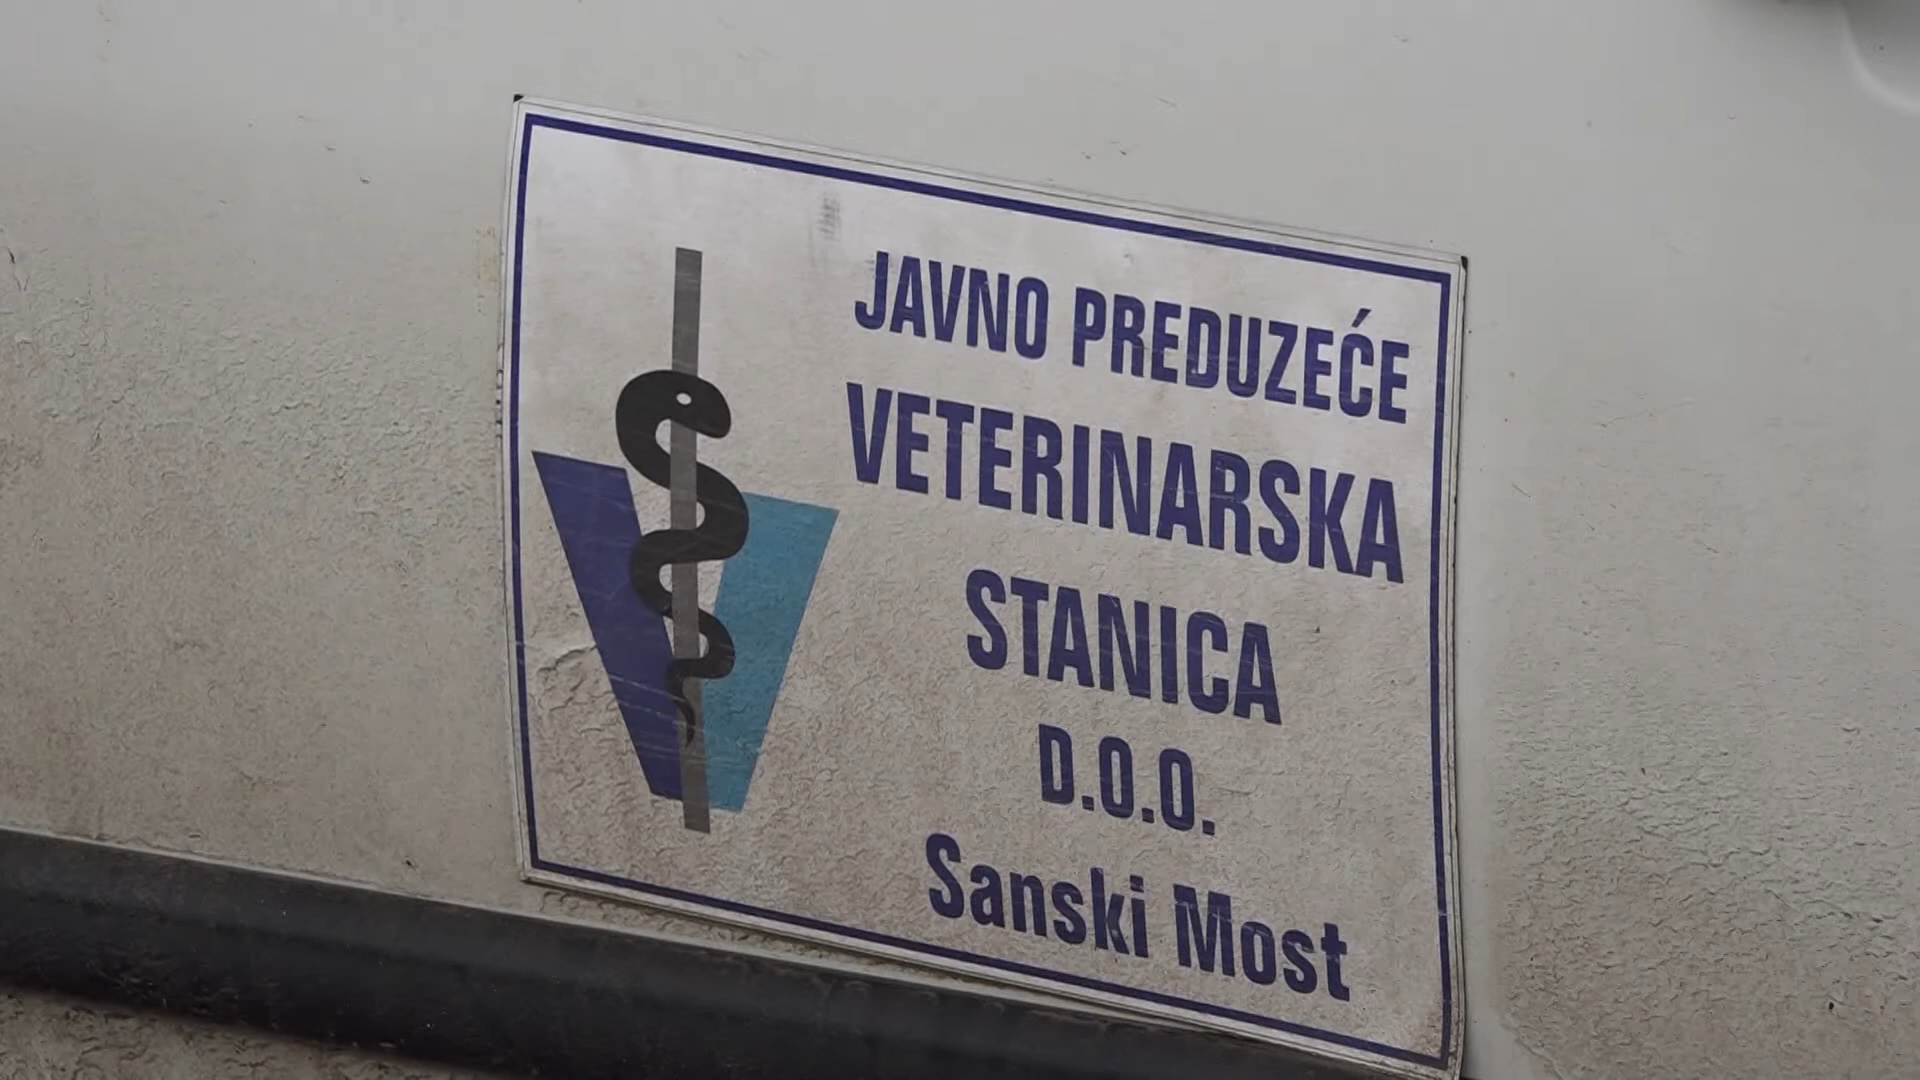 JAVNO PREDUZEĆE
VETERINARSKA
STANICA
D.O.O.
Sanski Most